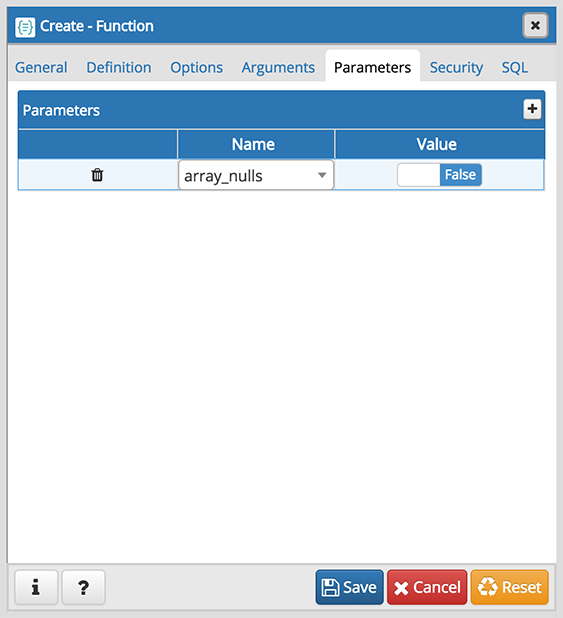 Create - Function
General Definition Options Arguments Parameters Security SQL
Parameters
Name Value
array_nulls False
i ? Save Cancel Reset